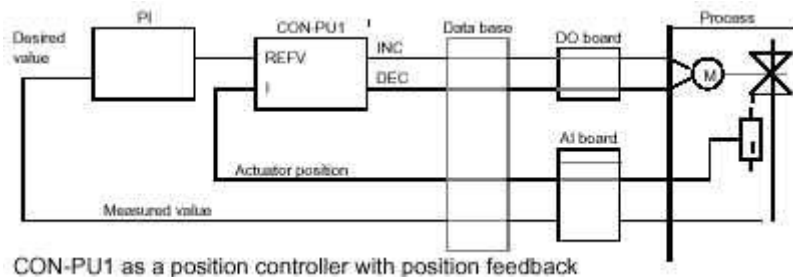 PI
CON-PU1
Process
Desired
value
INC
Data base
DO board
REFV
DEC
M
I
AI board
Actuator position
Measured value
CON-PU1 as a position controller with position feedback